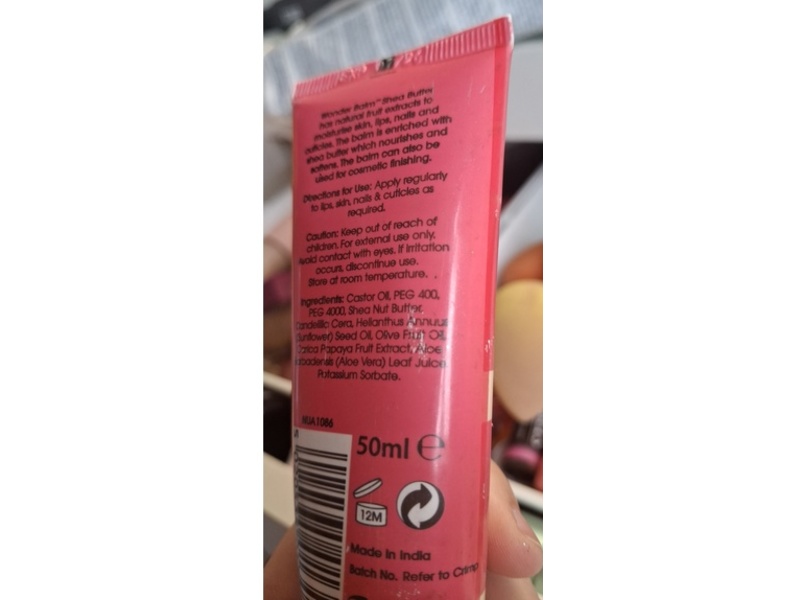 Wonder Balm™ Shea Butter
has natural fruit extracts to
moisturise skin, lips, nails and
cuticles. The balm is enriched with
shea butter which nourishes and
softens. The balm can also be
used for cosmetic finishing.
Directions for Use: Apply regularly
to lips, skin, nails & cuticles as
required.
Caution: Keep out of reach of
children. For external use only.
Avoid contact with eyes. If irritation
occurs, discontinue use.
Store at room temperature.
Ingredients: Castor Oil, PEG 400,
PEG 4000, Shea Nut Butter,
Candelilla Cera, Helianthus Annuus
(Sunflower) Seed Oil, Olive Fruit Oil,
Carica Papaya Fruit Extract, Aloe
Barbadensis (Aloe Vera) Leaf Juice,
Potassium Sorbate.
NUA1086
50ml e
12M
Made in India
Batch No. Refer to Crimp